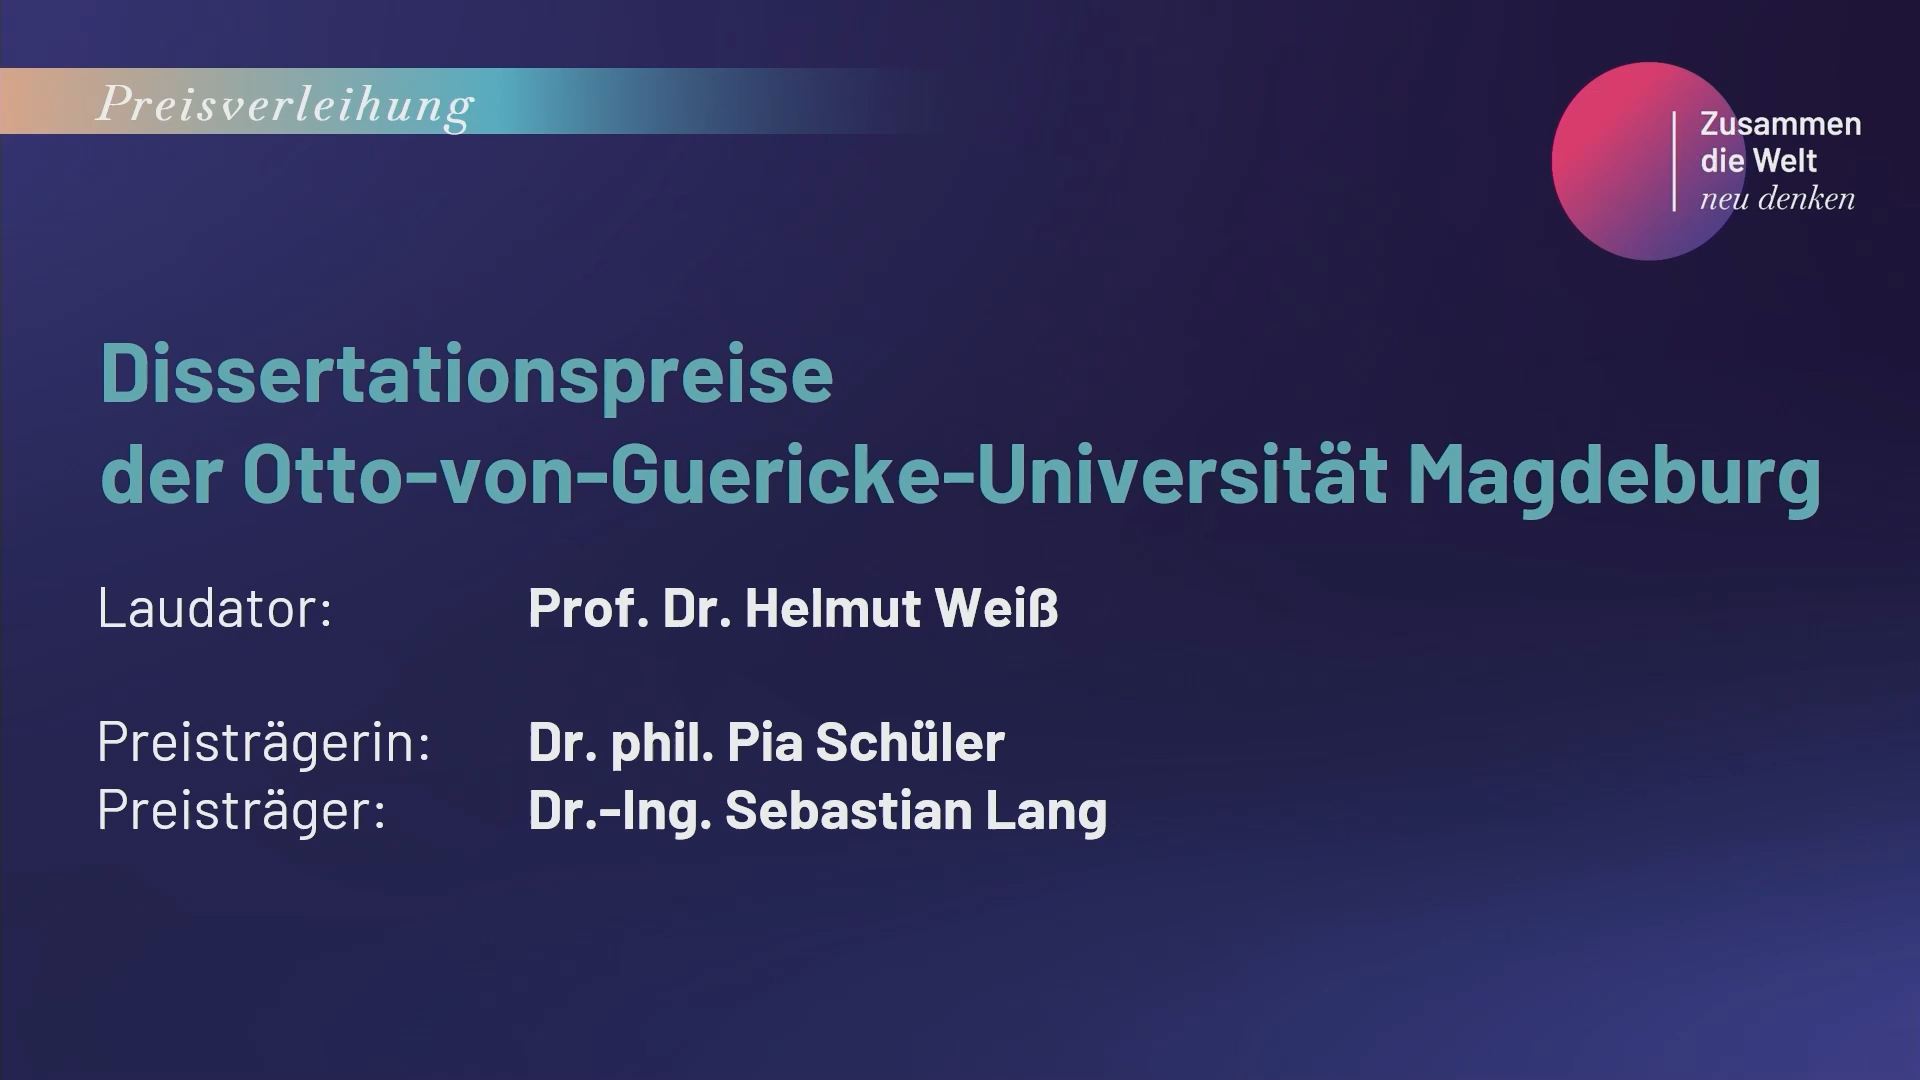 Preisverleihung
Zusammen
die Welt
neu denken
Dissertationspreise
der Otto-von-Guericke-Universität Magdeburg
Laudator: Prof. Dr. Helmut Weiß
Preisträgerin: Dr. phil. Pia Schüler
Preisträger: Dr.-Ing. Sebastian Lang